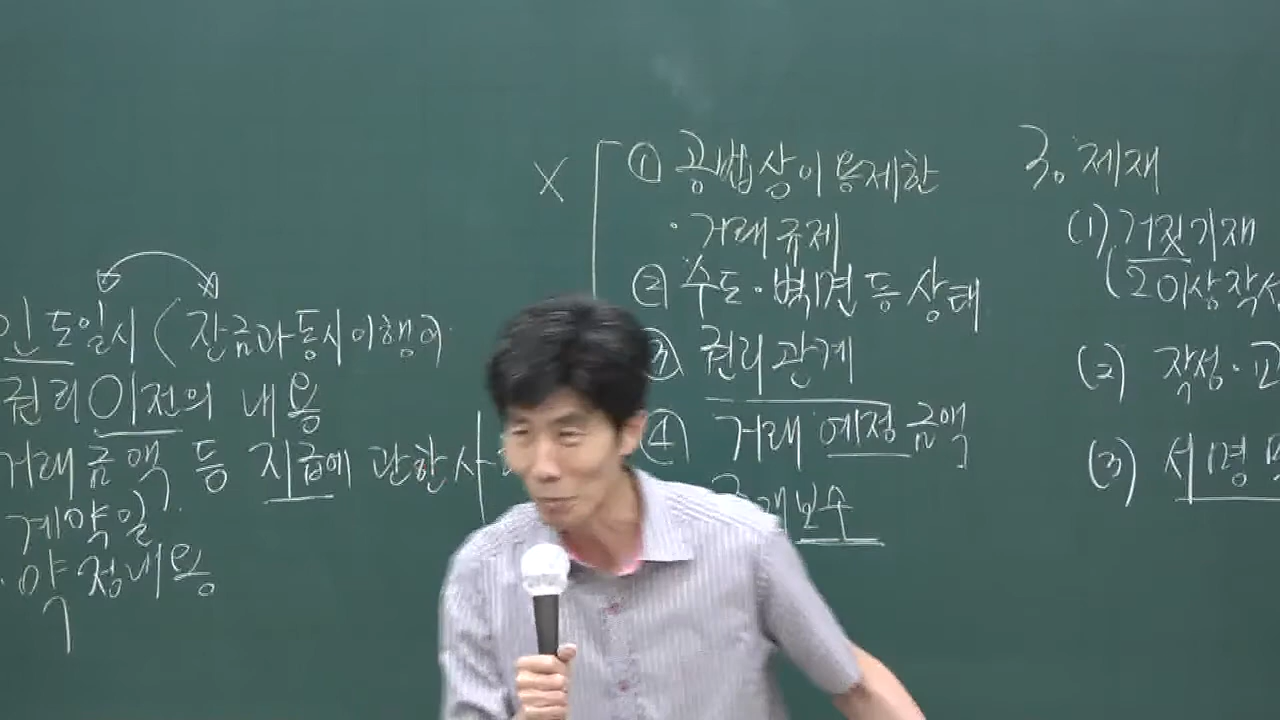 인도일시 (잔금과 동시이행
권리이전의 내용
거래금액 등 지급에 관한 사
계약일
약정내용
X
① 공법상이용제한
· 거래규제
② 수도·벽면 등 상태
③ 권리관계
④ 거래예정금액
보수
3. 제재
(1) 거짓기재
(2이상작성
(2) 작성·교
(3) 서명